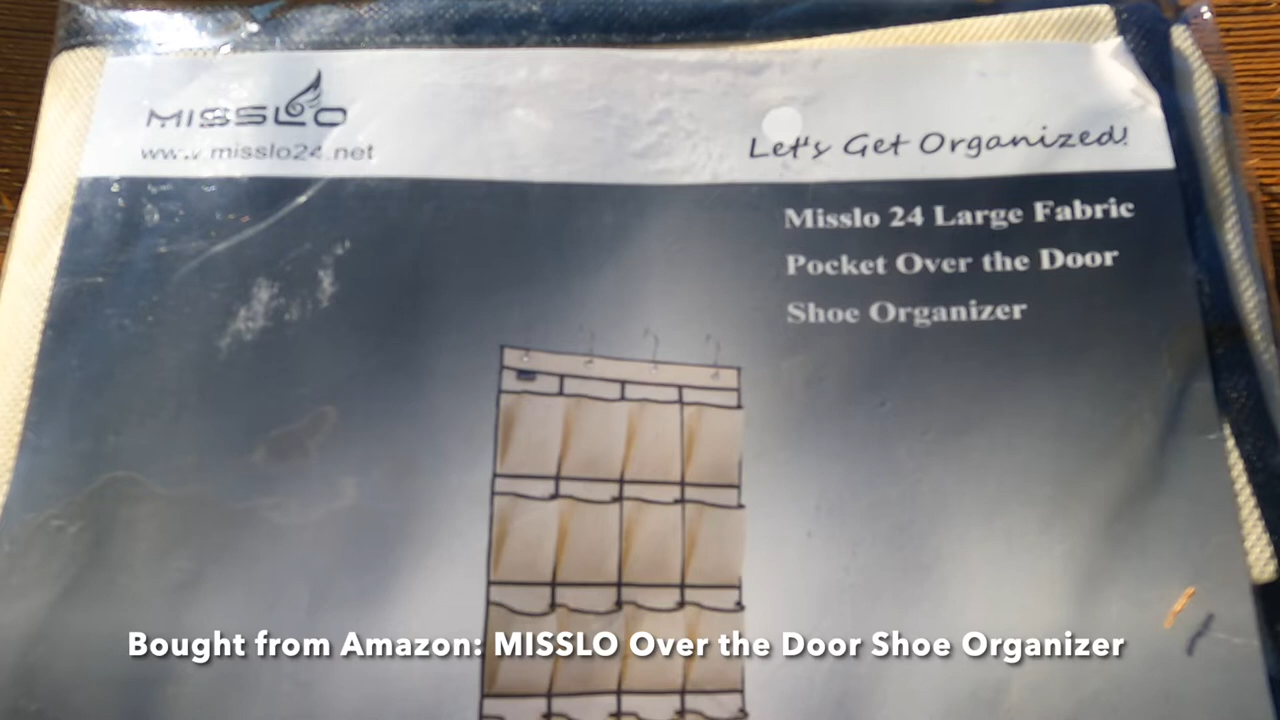 MISSLO
www.misslo24.net
Let's Get Organized!
Misslo 24 Large Fabric
Pocket Over the Door
Shoe Organizer
Bought from Amazon: MISSLO Over the Door Shoe Organizer